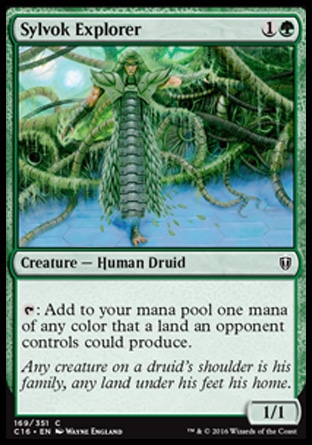 Sylvok Explorer 1
Creature — Human Druid
: Add to your mana pool one mana
of any color that a land an opponent
controls could produce.
Any creature on a druid's shoulder is his
family, any land under his feet his home.
1/1
169/351 C
C16 • EN Wayne England
™ & © 2016 Wizards of the Coast